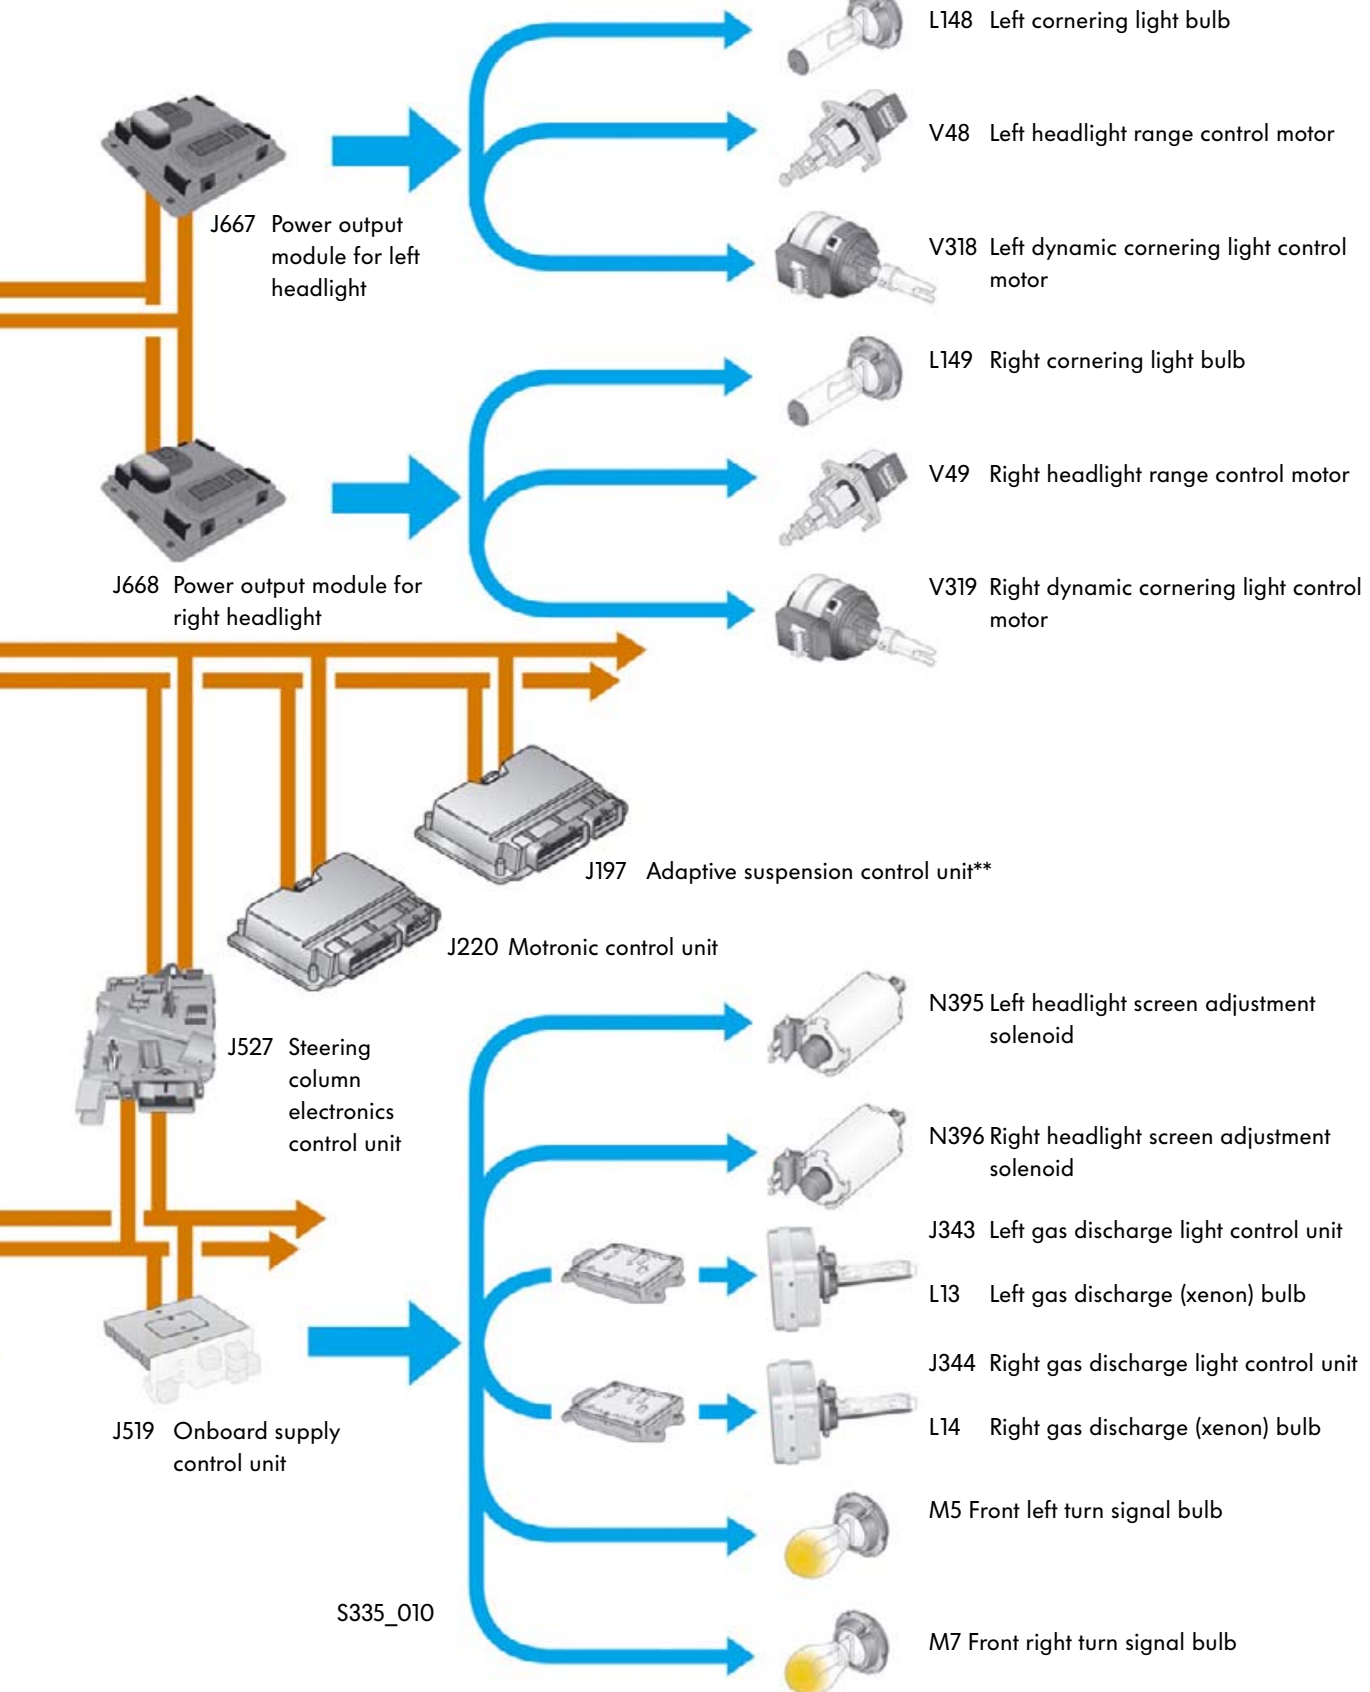 L148 Left cornering light bulb
V48 Left headlight range control motor
J667 Power output
module for left
headlight
V318 Left dynamic cornering light control
motor
L149 Right cornering light bulb
V49 Right headlight range control motor
J668 Power output module for
right headlight
V319 Right dynamic cornering light control
motor
J197 Adaptive suspension control unit**
J220 Motronic control unit
N395 Left headlight screen adjustment
solenoid
J527 Steering
column
electronics
control unit
N396 Right headlight screen adjustment
solenoid
J343 Left gas discharge light control unit
L13 Left gas discharge (xenon) bulb
J344 Right gas discharge light control unit
L14 Right gas discharge (xenon) bulb
J519 Onboard supply
control unit
M5 Front left turn signal bulb
S335_010
M7 Front right turn signal bulb